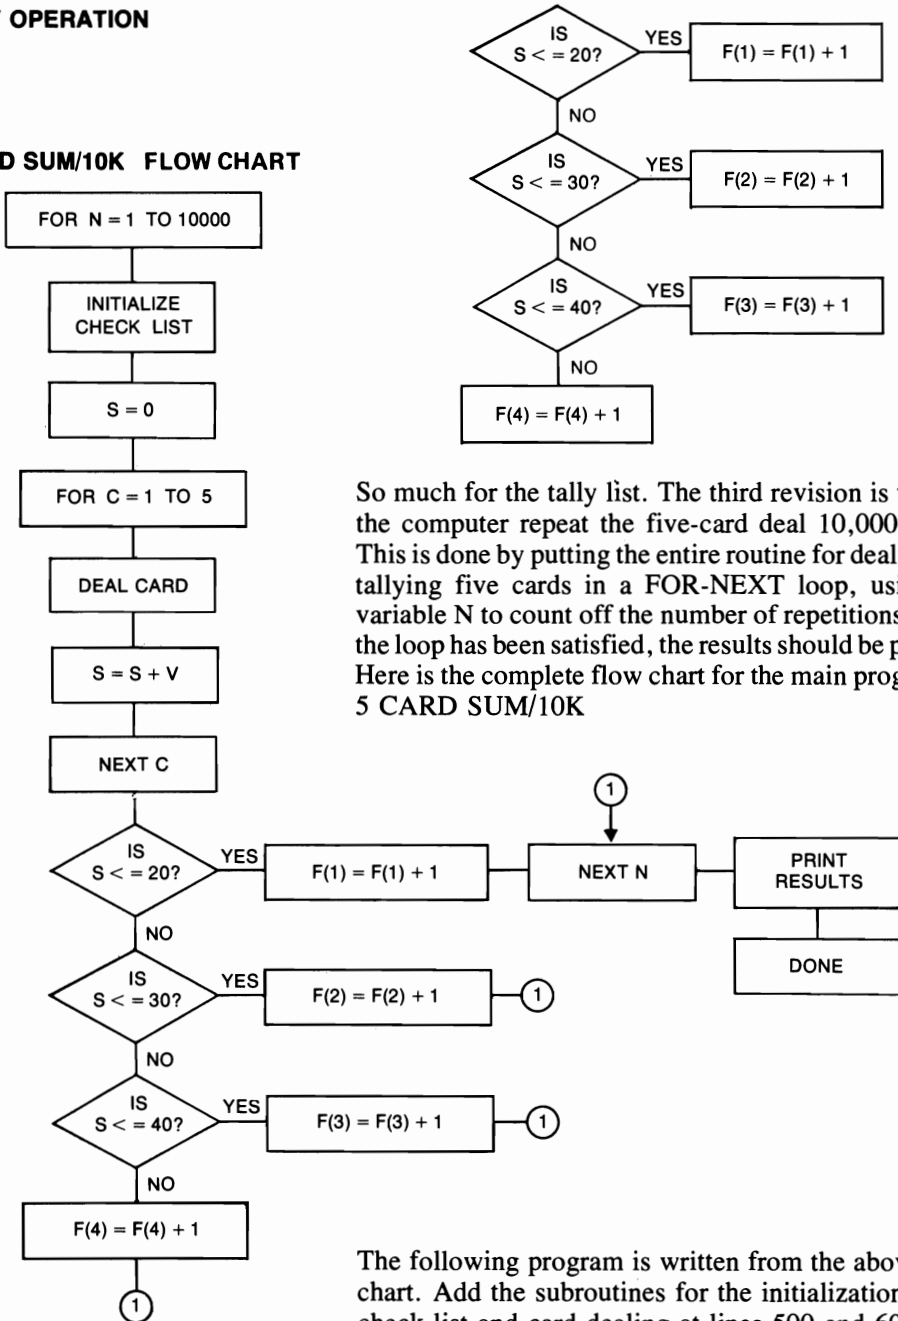 OPERATION
IS
S < = 20?
YES
F(1) = F(1) + 1
NO
IS
S < = 30?
YES
F(2) = F(2) + 1
NO
IS
S < = 40?
YES
F(3) = F(3) + 1
NO
F(4) = F(4) + 1
D SUM/10K FLOW CHART
FOR N = 1 TO 10000
INITIALIZE
CHECK LIST
S = 0
FOR C = 1 TO 5
DEAL CARD
S = S + V
NEXT C
So much for the tally list. The third revision is
the computer repeat the five-card deal 10,000
This is done by putting the entire routine for deal
tallying five cards in a FOR-NEXT loop, usi
variable N to count off the number of repetitions
the loop has been satisfied, the results should be p
Here is the complete flow chart for the main prog
5 CARD SUM/10K
IS
S < = 20?
YES
F(1) = F(1) + 1
1
NEXT N
PRINT
RESULTS
DONE
NO
IS
S < = 30?
YES
F(2) = F(2) + 1
1
NO
IS
S < = 40?
YES
F(3) = F(3) + 1
1
NO
F(4) = F(4) + 1
1
The following program is written from the abov
chart. Add the subroutines for the initialization
check list and card dealing at lines 500 and 60